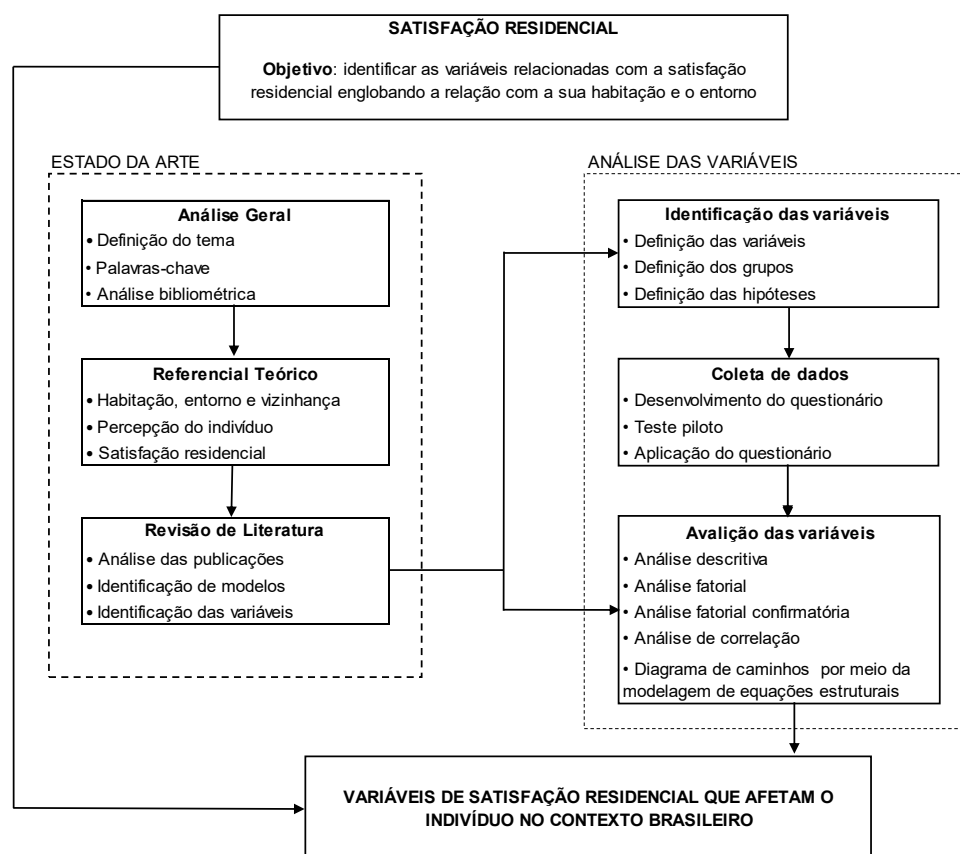 SATISFAÇÃO RESIDENCIAL
Objetivo: identificar as variáveis relacionadas com a satisfação
residencial englobando a relação com a sua habitação e o entorno
ESTADO DA ARTE
Análise Geral
• Definição do tema
• Palavras-chave
• Análise bibliométrica
Referencial Teórico
• Habitação, entorno e vizinhança
• Percepção do indivíduo
• Satisfação residencial
Revisão de Literatura
• Análise das publicações
• Identificação de modelos
• Identificação das variáveis
ANÁLISE DAS VARIÁVEIS
Identificação das variáveis
• Definição das variáveis
• Definição dos grupos
• Definição das hipóteses
Coleta de dados
• Desenvolvimento do questionário
• Teste piloto
• Aplicação do questionário
Avalição das variáveis
• Análise descritiva
• Análise fatorial
• Análise fatorial confirmatória
• Análise de correlação
• Diagrama de caminhos por meio da
modelagem de equações estruturais
VARIÁVEIS DE SATISFAÇÃO RESIDENCIAL QUE AFETAM O
INDIVÍDUO NO CONTEXTO BRASILEIRO